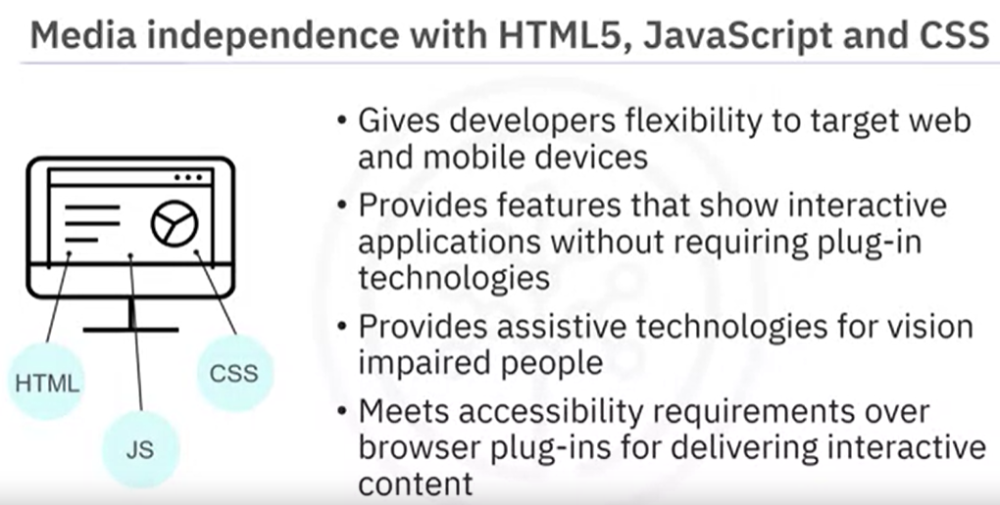 Media independence with HTML5, JavaScript and CSS
• Gives developers flexibility to target web
and mobile devices
• Provides features that show interactive
applications without requiring plug-in
technologies
• Provides assistive technologies for vision
impaired people
• Meets accessibility requirements over
browser plug-ins for delivering interactive
content
HTML
JS
CSS